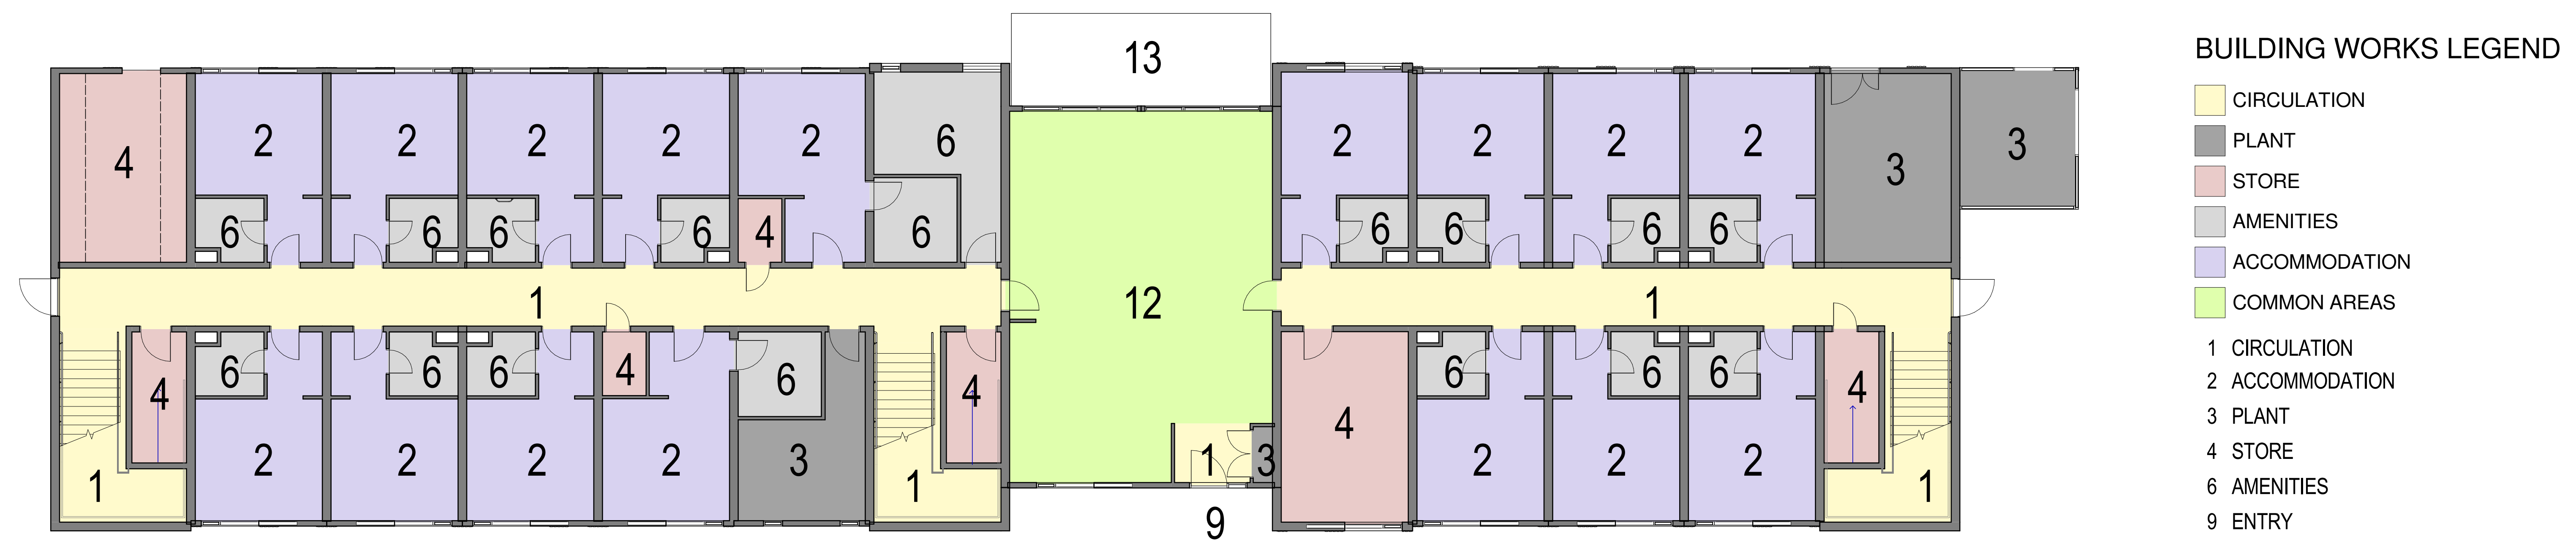 13
BUILDING WORKS LEGEND
CIRCULATION
PLANT
STORE
AMENITIES
ACCOMMODATION
COMMON AREAS
1 CIRCULATION
2 ACCOMMODATION
3 PLANT
4 STORE
6 AMENITIES
9 ENTRY
4 2 2 2 2 2 6 2 2 2 2 3 3
6 6 6 6 4 6 6 6 6 6
1 12 1
4 6 6 6 4 6 4 6 6 6 4
1 2 2 2 2 3 1 1 3 4 2 2 2 1
9